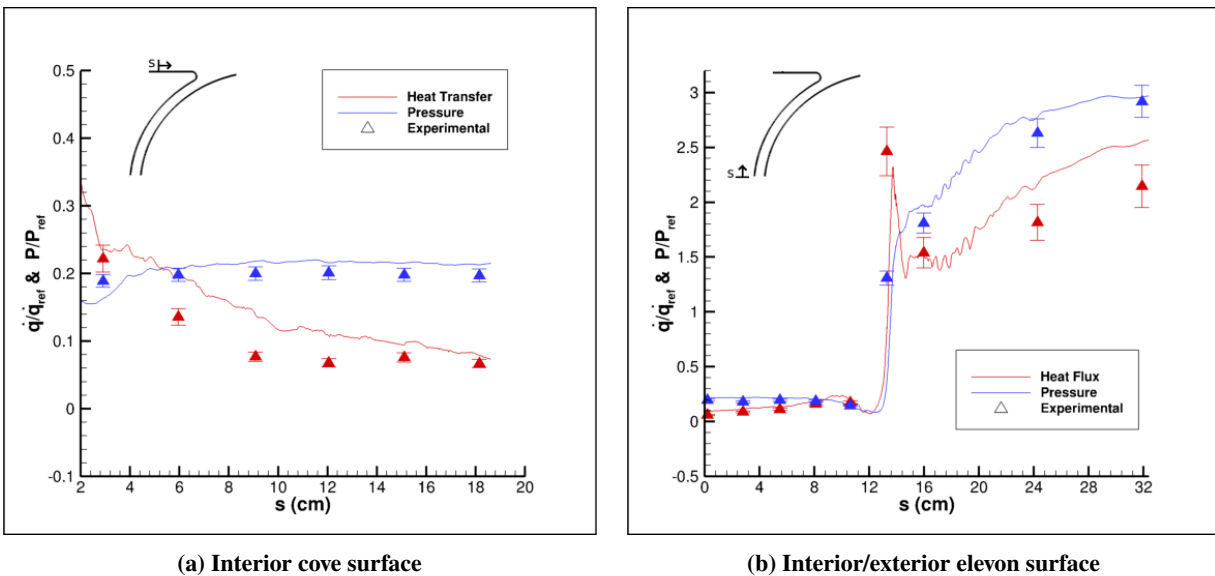 0.5
0.4
0.3
0.2
0.1
0
-0.1
q̇/q̇ref & P/Pref
2 4 6 8 10 12 14 16 18 20
s (cm)
S
Heat Transfer
Pressure
Experimental
(a) Interior cove surface
3
2.5
2
1.5
1
0.5
0
-0.5
q̇/q̇ref & P/Pref
0 4 8 12 16 20 24 28 32
s (cm)
S
Heat Flux
Pressure
Experimental
(b) Interior/exterior elevon surface